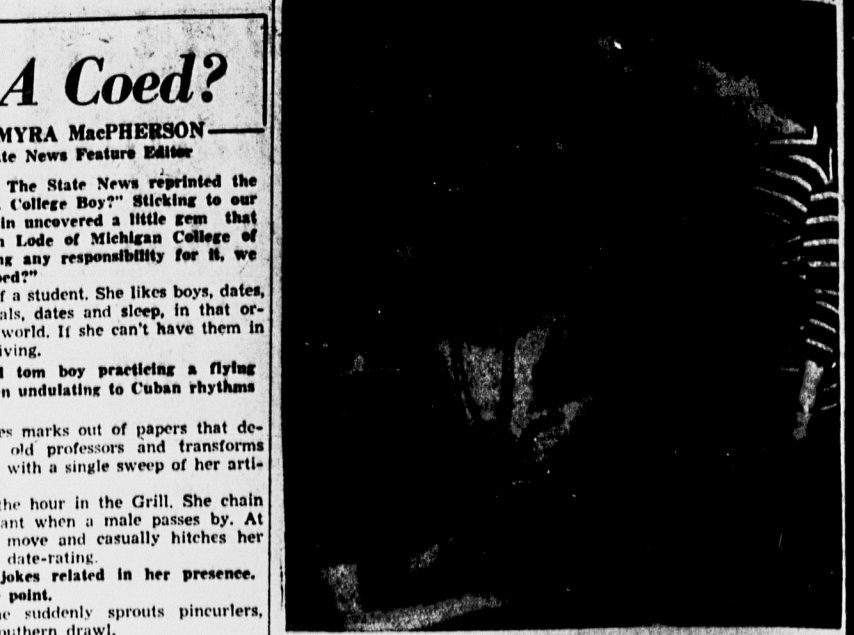 A Coed?
MYRA MacPHERSON
te News Feature Editor
The State News reprinted the
College Boy?" Sticking to our
in uncovered a little gem that
Lode of Michigan College of
ng any responsibility for it, we
oed?"
f a student. She likes boys, dates,
als, dates and sleep, in that or-
world. If she can't have them in
iving.
tom boy practicing a flying
n undulating to Cuban rhythms
es marks out of papers that de-
old professors and transforms
with a single sweep of her arti-
the hour in the Grill. She chain
ant when a male passes by. At
move and casually hitches her
date-rating.
jokes related in her presence.
point.
suddenly sprouts pincurlers,
outhern drawl.